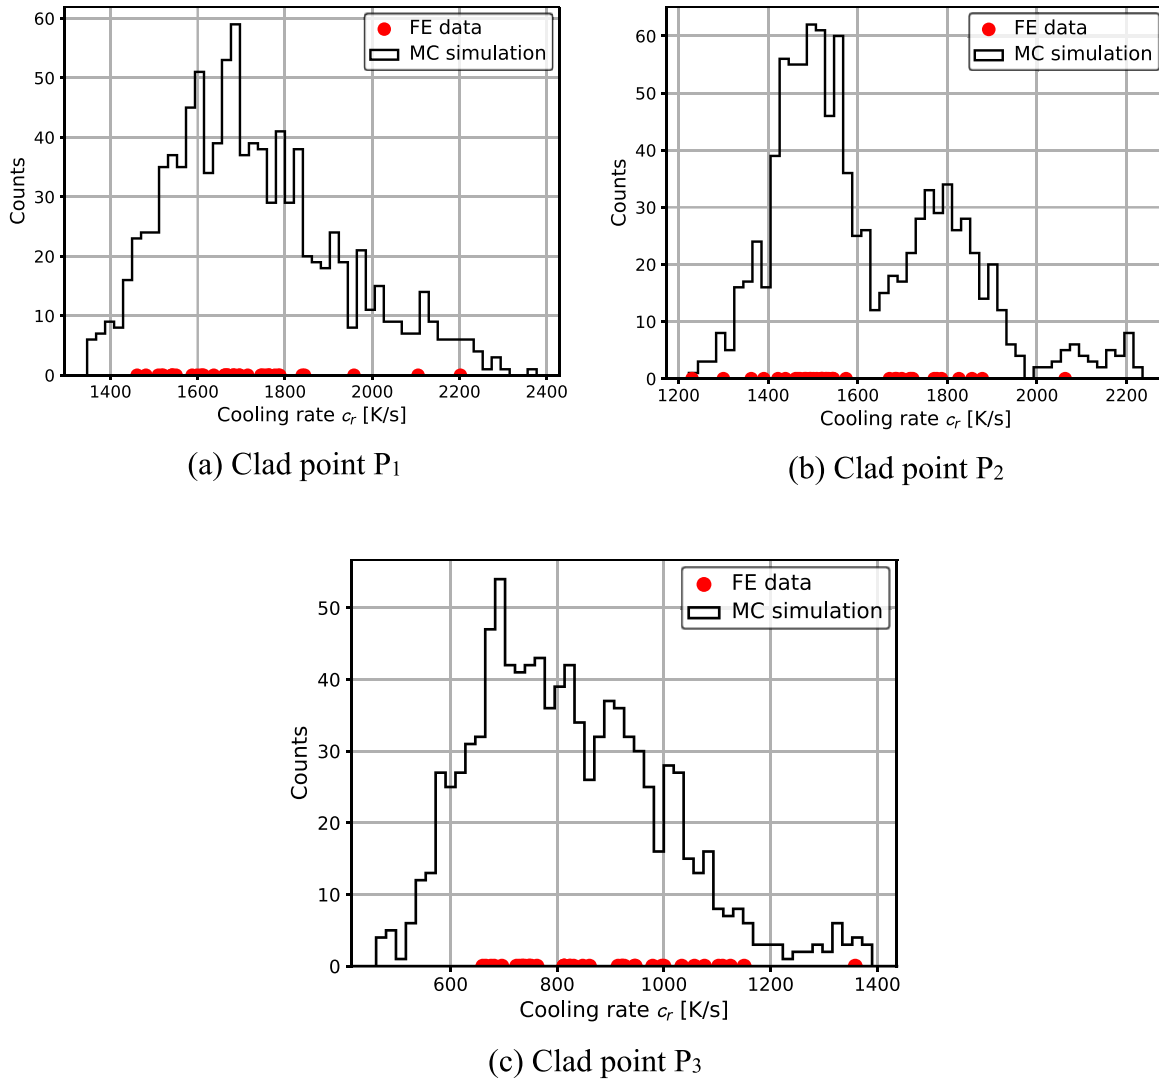 60
50
40
30
20
10
0
Counts
FE data
MC simulation
1400 1600 1800 2000 2200 2400
Cooling rate cᵣ [K/s]
(a) Clad point P₁
60
50
40
30
20
10
0
Counts
FE data
MC simulation
1200 1400 1600 1800 2000 2200
Cooling rate cᵣ [K/s]
(b) Clad point P₂
50
40
30
20
10
0
Counts
FE data
MC simulation
600 800 1000 1200 1400
Cooling rate cᵣ [K/s]
(c) Clad point P₃